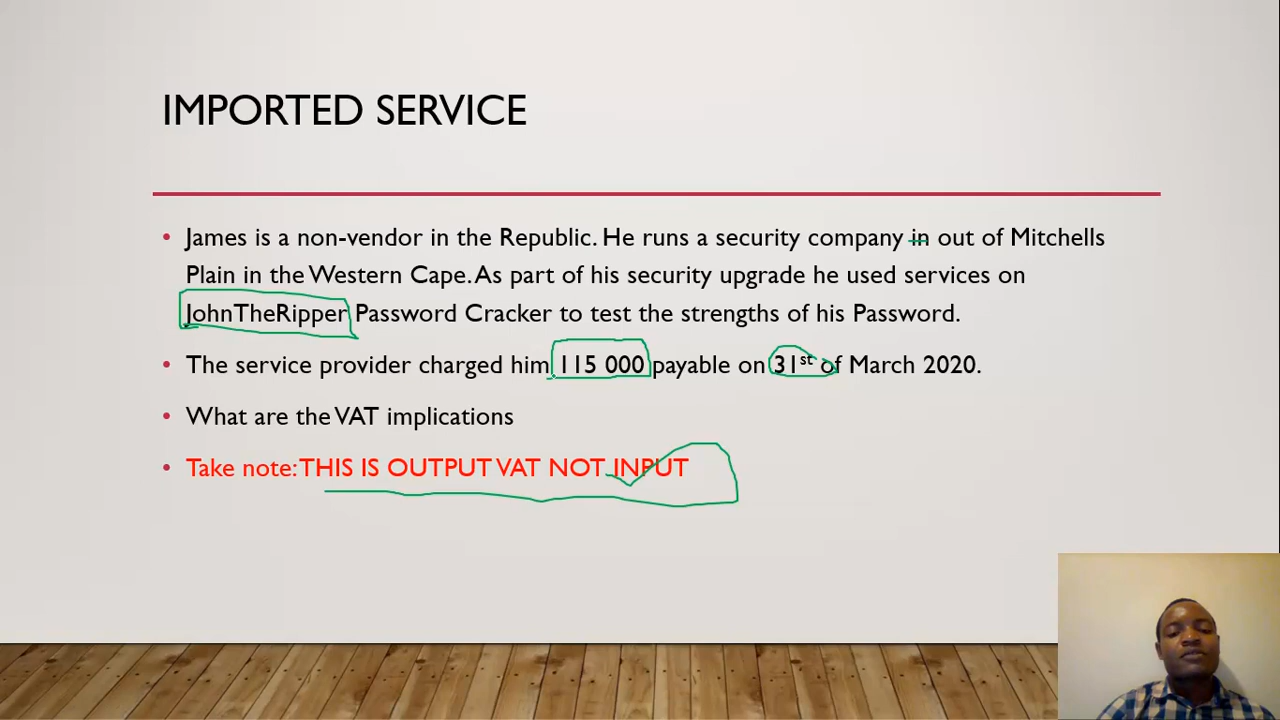 IMPORTED SERVICE
• James is a non-vendor in the Republic. He runs a security company in out of Mitchells
Plain in the Western Cape. As part of his security upgrade he used services on
JohnTheRipper Password Cracker to test the strengths of his Password.
• The service provider charged him 115 000 payable on 31st of March 2020.
• What are the VAT implications
• Take note: THIS IS OUTPUT VAT NOT INPUT